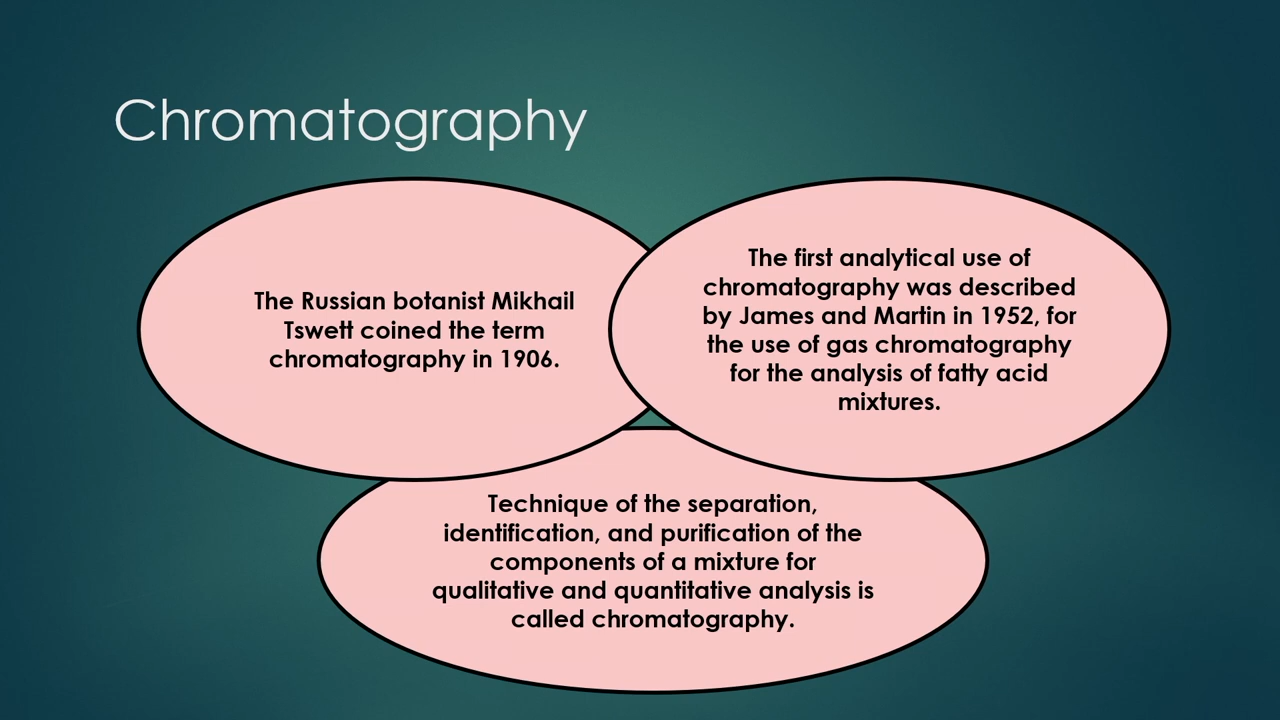 Chromatography
The Russian botanist Mikhail
Tswett coined the term
chromatography in 1906.
The first analytical use of
chromatography was described
by James and Martin in 1952, for
the use of gas chromatography
for the analysis of fatty acid
mixtures.
Technique of the separation,
identification, and purification of the
components of a mixture for
qualitative and quantitative analysis is
called chromatography.